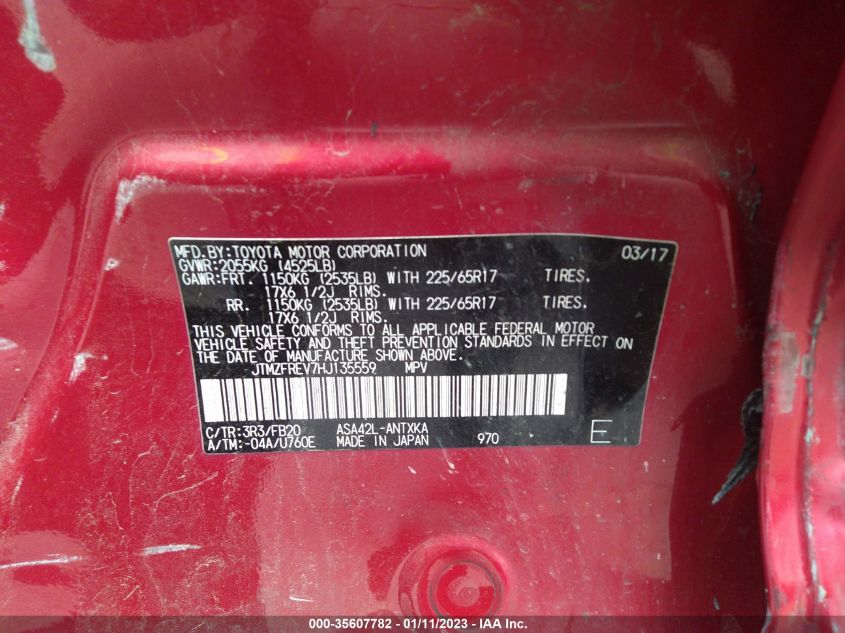 MFD.BY:TOYOTA MOTOR CORPORATION 03/17
GVWR:2055KG (4525LB)
GAWR:FRT. 1150KG (2535LB) WITH 225/65R17 TIRES.
17X6 1/2J RIMS.
RR. 1150KG (2535LB) WITH 225/65R17 TIRES.
17X6 1/2J RIMS.
THIS VEHICLE CONFORMS TO ALL APPLICABLE FEDERAL MOTOR
VEHICLE SAFETY AND THEFT PREVENTION STANDARDS IN EFFECT ON
THE DATE OF MANUFACTURE SHOWN ABOVE.
JTMZFREV7HJ135559 MPV
C/TR:3R3/FB20 ASA42L-ANTXKA
A/TM:-04A/U760E MADE IN JAPAN 970 E
000-35607782 - 01/11/2023 - IAA Inc.